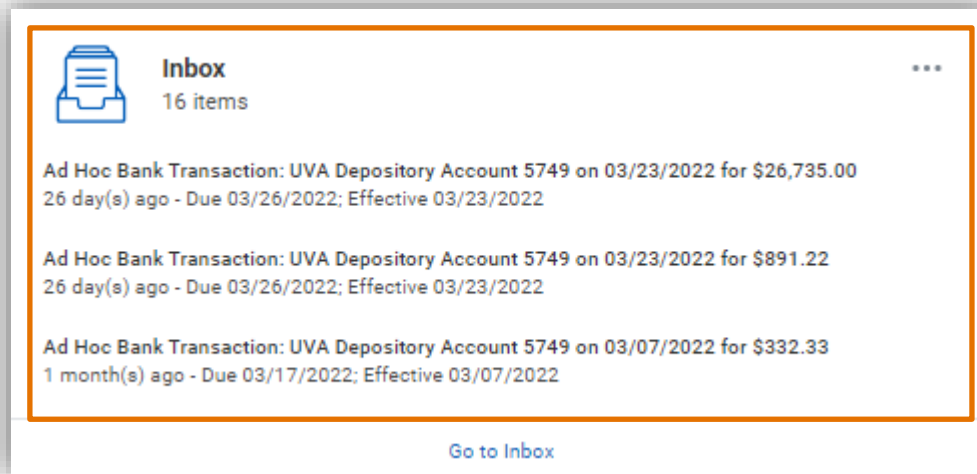 Inbox
16 items
Ad Hoc Bank Transaction: UVA Depository Account 5749 on 03/23/2022 for $26,735.00
26 day(s) ago - Due 03/26/2022; Effective 03/23/2022
Ad Hoc Bank Transaction: UVA Depository Account 5749 on 03/23/2022 for $891.22
26 day(s) ago - Due 03/26/2022; Effective 03/23/2022
Ad Hoc Bank Transaction: UVA Depository Account 5749 on 03/07/2022 for $332.33
1 month(s) ago - Due 03/17/2022; Effective 03/07/2022
Go to Inbox